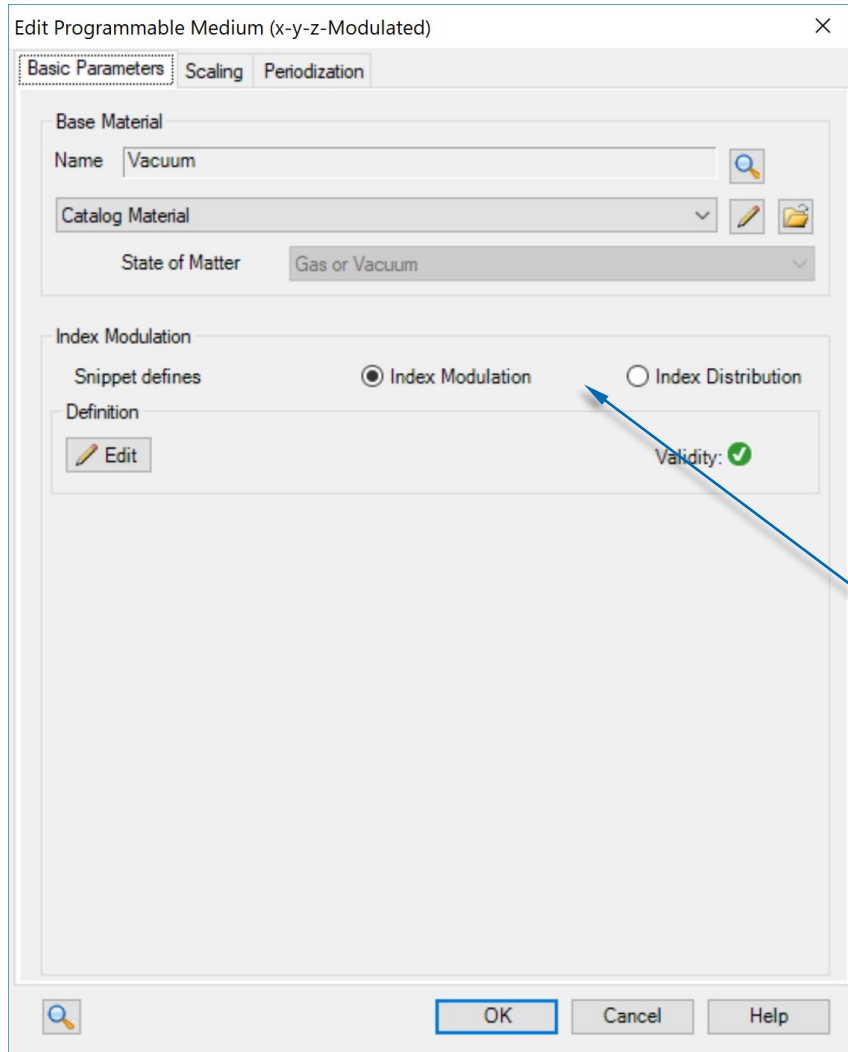 Edit Programmable Medium (x-y-z-Modulated)
Basic Parameters Scaling Periodization
Base Material
Name Vacuum
Catalog Material
State of Matter Gas or Vacuum
Index Modulation
Snippet defines Index Modulation Index Distribution
Definition
Edit Validity:
OK Cancel Help